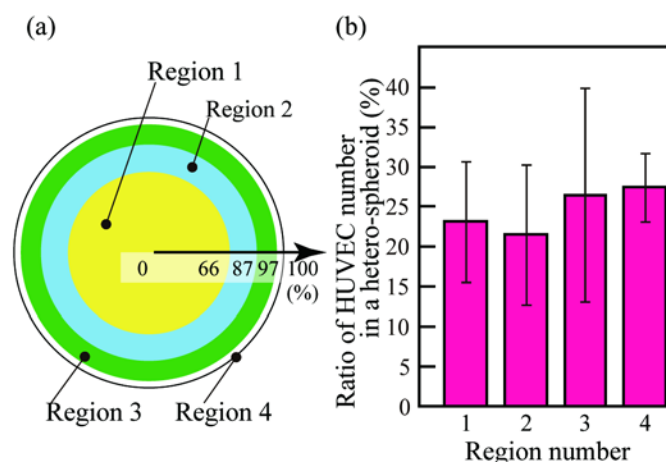 (a)
Region 1
Region 2
0 66 87 97 100
(%)
Region 3
Region 4
(b)
Ratio of HUVEC number
in a hetero-spheroid (%)
40
35
30
25
20
15
10
5
0
1 2 3 4
Region number